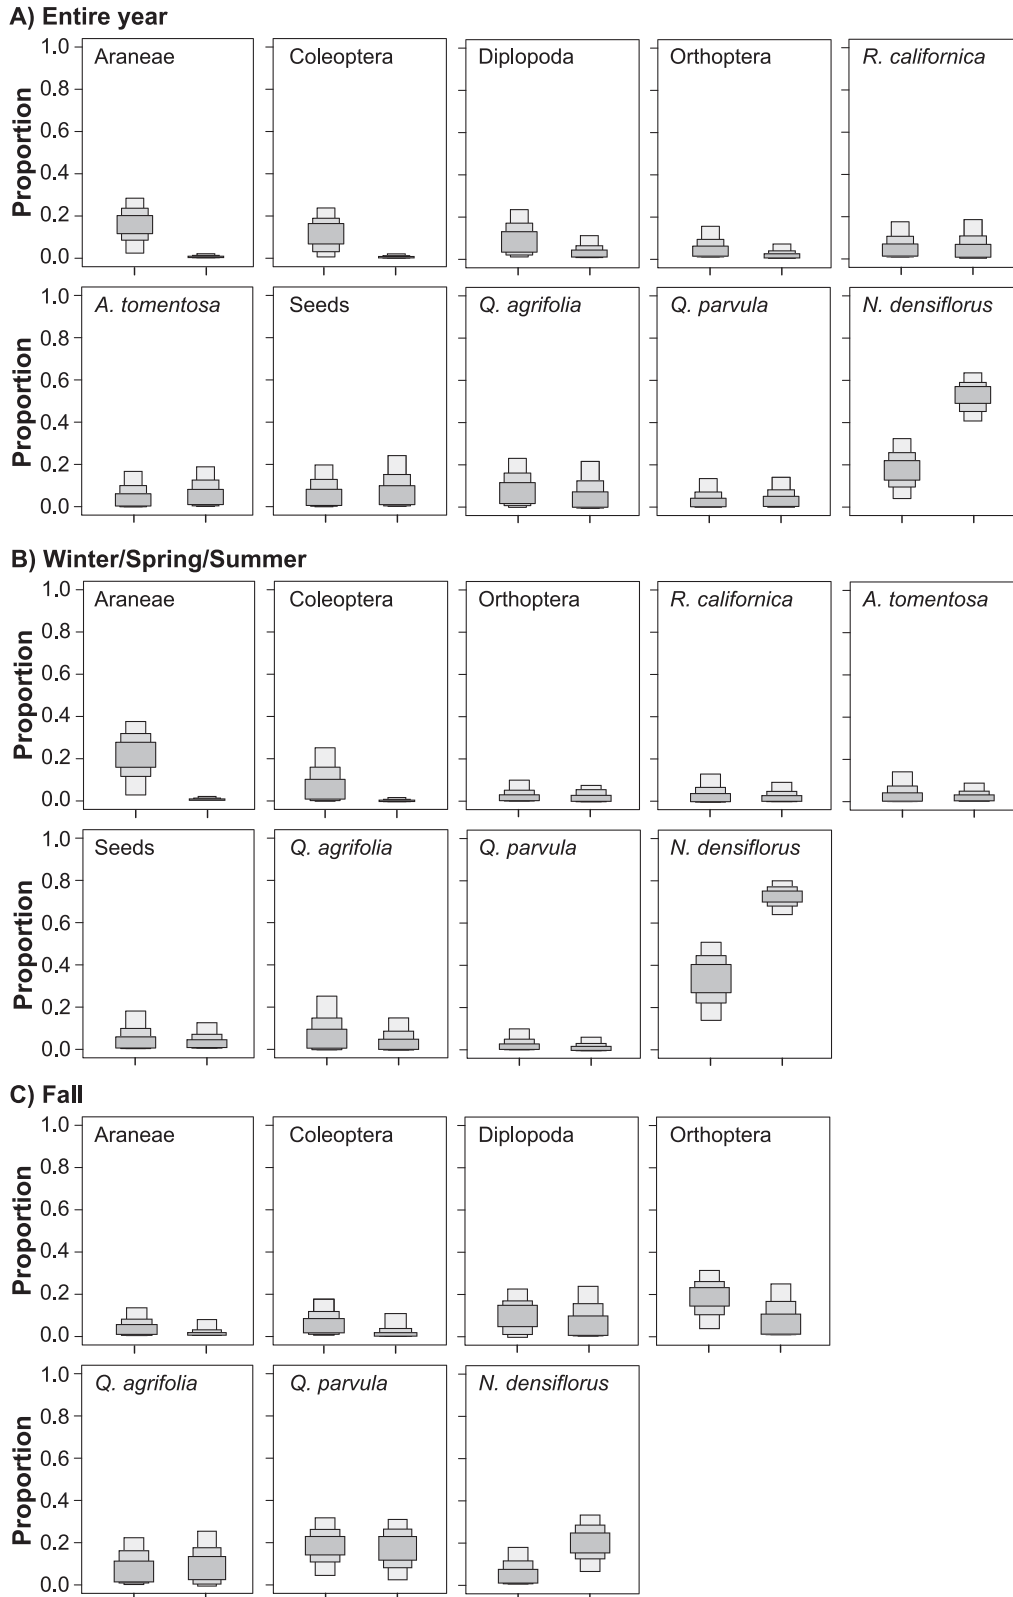 A) Entire year
Proportion
1.0
0.8
0.6
0.4
0.2
0.0
Araneae
Coleoptera
Diplopoda
Orthoptera
R. californica
Proportion
1.0
0.8
0.6
0.4
0.2
0.0
A. tomentosa
Seeds
Q. agrifolia
Q. parvula
N. densiflorus
B) Winter/Spring/Summer
Proportion
1.0
0.8
0.6
0.4
0.2
0.0
Araneae
Coleoptera
Orthoptera
R. californica
A. tomentosa
Proportion
1.0
0.8
0.6
0.4
0.2
0.0
Seeds
Q. agrifolia
Q. parvula
N. densiflorus
C) Fall
Proportion
1.0
0.8
0.6
0.4
0.2
0.0
Araneae
Coleoptera
Diplopoda
Orthoptera
Proportion
1.0
0.8
0.6
0.4
0.2
0.0
Q. agrifolia
Q. parvula
N. densiflorus